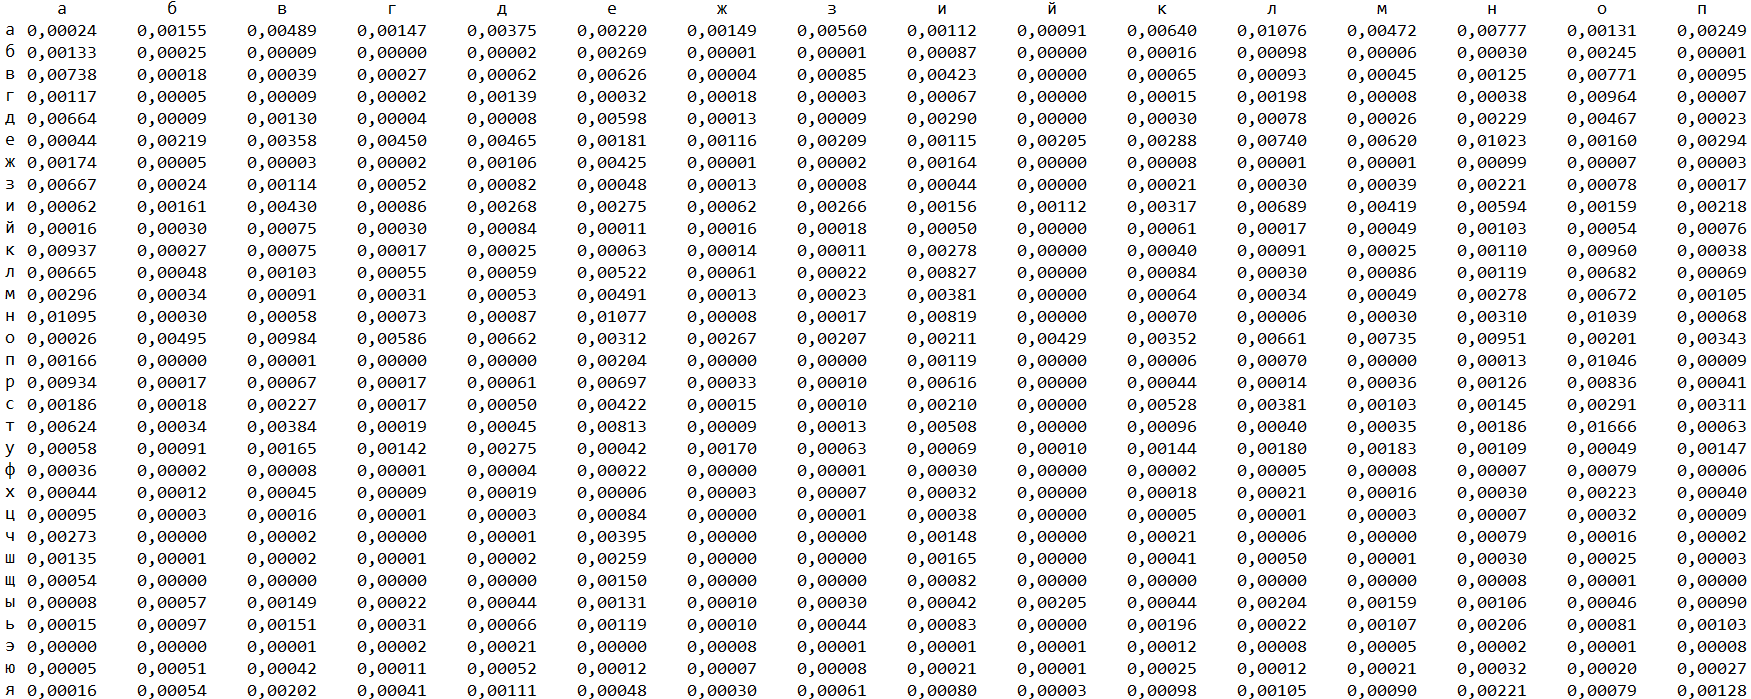 а б в г д е ж з и й к л м н о п
а 0,00024 0,00155 0,00489 0,00147 0,00375 0,00220 0,00149 0,00560 0,00112 0,00091 0,00640 0,01076 0,00472 0,00777 0,00131 0,00249
б 0,00133 0,00025 0,00009 0,00000 0,00002 0,00269 0,00001 0,00001 0,00087 0,00000 0,00016 0,00098 0,00006 0,00030 0,00245 0,00001
в 0,00738 0,00018 0,00039 0,00027 0,00062 0,00626 0,00004 0,00085 0,00423 0,00000 0,00065 0,00093 0,00045 0,00125 0,00771 0,00095
г 0,00117 0,00005 0,00009 0,00002 0,00139 0,00032 0,00018 0,00003 0,00067 0,00000 0,00015 0,00198 0,00008 0,00038 0,00964 0,00007
д 0,00664 0,00009 0,00130 0,00004 0,00008 0,00598 0,00013 0,00009 0,00290 0,00000 0,00030 0,00078 0,00026 0,00229 0,00467 0,00023
е 0,00044 0,00219 0,00358 0,00450 0,00465 0,00181 0,00116 0,00209 0,00115 0,00205 0,00288 0,00740 0,00620 0,01023 0,00160 0,00294
ж 0,00174 0,00005 0,00003 0,00002 0,00106 0,00425 0,00001 0,00002 0,00164 0,00000 0,00008 0,00001 0,00001 0,00099 0,00007 0,00003
з 0,00667 0,00024 0,00114 0,00052 0,00082 0,00048 0,00013 0,00008 0,00044 0,00000 0,00021 0,00030 0,00039 0,00221 0,00078 0,00017
и 0,00062 0,00161 0,00430 0,00086 0,00268 0,00275 0,00062 0,00266 0,00156 0,00112 0,00317 0,00689 0,00419 0,00594 0,00159 0,00218
й 0,00016 0,00030 0,00075 0,00030 0,00084 0,00011 0,00016 0,00018 0,00050 0,00000 0,00061 0,00017 0,00049 0,00103 0,00054 0,00076
к 0,00937 0,00027 0,00075 0,00017 0,00025 0,00063 0,00014 0,00011 0,00278 0,00000 0,00040 0,00091 0,00025 0,00110 0,00960 0,00038
л 0,00665 0,00048 0,00103 0,00055 0,00059 0,00522 0,00061 0,00022 0,00827 0,00000 0,00084 0,00030 0,00086 0,00119 0,00682 0,00069
м 0,00296 0,00034 0,00091 0,00031 0,00053 0,00491 0,00013 0,00023 0,00381 0,00000 0,00064 0,00034 0,00049 0,00278 0,00672 0,00105
н 0,01095 0,00030 0,00058 0,00073 0,00087 0,01077 0,00008 0,00017 0,00819 0,00000 0,00070 0,00006 0,00030 0,00310 0,01039 0,00068
о 0,00026 0,00495 0,00984 0,00586 0,00662 0,00312 0,00267 0,00207 0,00211 0,00429 0,00352 0,00661 0,00735 0,00951 0,00201 0,00343
п 0,00166 0,00000 0,00001 0,00000 0,00000 0,00204 0,00000 0,00000 0,00119 0,00000 0,00006 0,00070 0,00000 0,00013 0,01046 0,00009
р 0,00934 0,00017 0,00067 0,00017 0,00061 0,00697 0,00033 0,00010 0,00616 0,00000 0,00044 0,00014 0,00036 0,00126 0,00836 0,00041
с 0,00186 0,00018 0,00227 0,00017 0,00050 0,00422 0,00015 0,00010 0,00210 0,00000 0,00528 0,00381 0,00103 0,00145 0,00291 0,00311
т 0,00624 0,00034 0,00384 0,00019 0,00045 0,00813 0,00009 0,00013 0,00508 0,00000 0,00096 0,00040 0,00035 0,00186 0,01666 0,00063
у 0,00058 0,00091 0,00165 0,00142 0,00275 0,00042 0,00170 0,00063 0,00069 0,00010 0,00144 0,00180 0,00183 0,00109 0,00049 0,00147
ф 0,00036 0,00002 0,00008 0,00001 0,00004 0,00022 0,00000 0,00001 0,00030 0,00000 0,00002 0,00005 0,00008 0,00007 0,00079 0,00006
х 0,00044 0,00012 0,00045 0,00009 0,00019 0,00006 0,00003 0,00007 0,00032 0,00000 0,00018 0,00021 0,00016 0,00030 0,00223 0,00040
ц 0,00095 0,00003 0,00016 0,00001 0,00003 0,00084 0,00000 0,00001 0,00038 0,00000 0,00005 0,00001 0,00003 0,00007 0,00032 0,00009
ч 0,00273 0,00000 0,00002 0,00000 0,00001 0,00395 0,00000 0,00000 0,00148 0,00000 0,00021 0,00006 0,00000 0,00079 0,00016 0,00002
ш 0,00135 0,00001 0,00002 0,00001 0,00002 0,00259 0,00000 0,00000 0,00165 0,00000 0,00041 0,00050 0,00001 0,00030 0,00025 0,00003
щ 0,00054 0,00000 0,00000 0,00000 0,00000 0,00150 0,00000 0,00000 0,00082 0,00000 0,00000 0,00000 0,00000 0,00008 0,00001 0,00000
ы 0,00008 0,00057 0,00149 0,00022 0,00044 0,00131 0,00010 0,00030 0,00042 0,00205 0,00044 0,00204 0,00159 0,00106 0,00046 0,00090
ь 0,00015 0,00097 0,00151 0,00031 0,00066 0,00119 0,00010 0,00044 0,00083 0,00000 0,00196 0,00022 0,00107 0,00206 0,00081 0,00103
э 0,00000 0,00000 0,00001 0,00002 0,00021 0,00000 0,00008 0,00001 0,00001 0,00001 0,00012 0,00008 0,00005 0,00002 0,00001 0,00008
ю 0,00005 0,00051 0,00042 0,00011 0,00052 0,00012 0,00007 0,00008 0,00021 0,00001 0,00025 0,00012 0,00021 0,00032 0,00020 0,00027
я 0,00016 0,00054 0,00202 0,00041 0,00111 0,00048 0,00030 0,00061 0,00080 0,00003 0,00098 0,00105 0,00090 0,00221 0,00079 0,00128